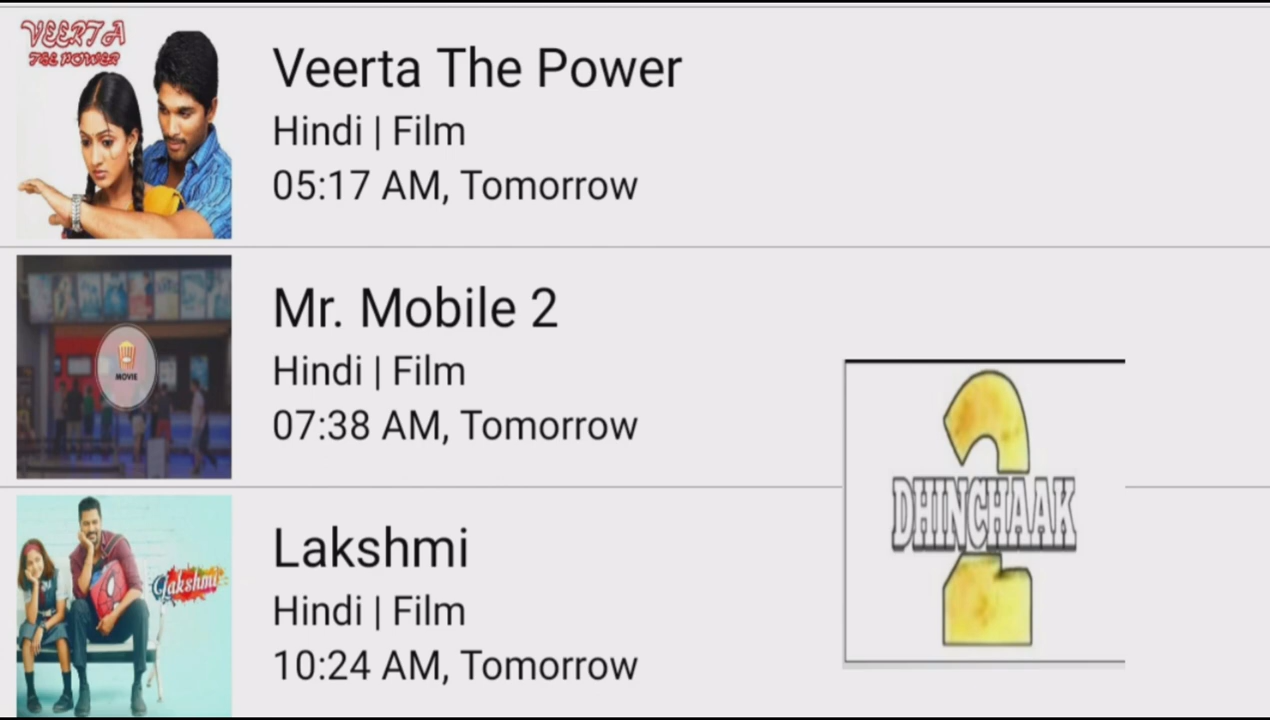 VEERTA
THE POWER
Veerta The Power
Hindi | Film
05:17 AM, Tomorrow
MOVIE
Mr. Mobile 2
Hindi | Film
07:38 AM, Tomorrow
Lakshmi
Lakshmi
Hindi | Film
10:24 AM, Tomorrow
2
DHINCHAAK